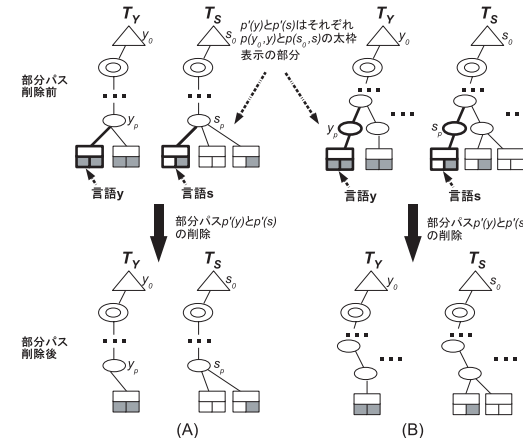 T_Y
T_S
p'(y)とp'(s)はそれぞれ
p(y_0,y)とp(s_0,s)の太枠
表示の部分
T_Y
T_S
y_0
s_0
y_0
s_0
部分パス
削除前
y_p
s_p
y_p
s_p
言語y
言語s
言語y
言語s
部分パスp'(y)とp'(s)
の削除
部分パスp'(y)とp'(s)
の削除
T_Y
T_S
T_Y
T_S
y_0
s_0
y_0
s_0
部分パス
削除後
y_p
s_p
(A)
(B)